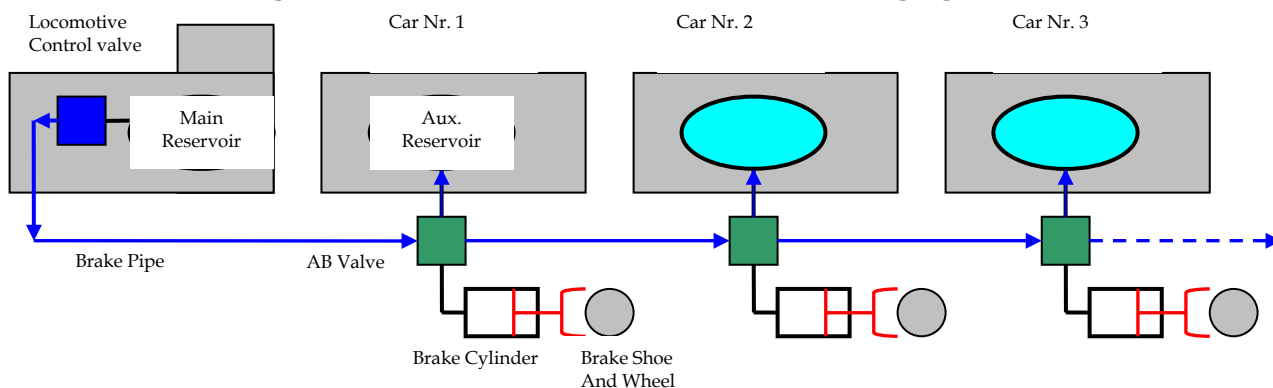 Locomotive
Control valve
Car Nr. 1
Car Nr. 2
Car Nr. 3
Main
Reservoir
Aux.
Reservoir
Brake Pipe
AB Valve
Brake Cylinder
Brake Shoe
And Wheel